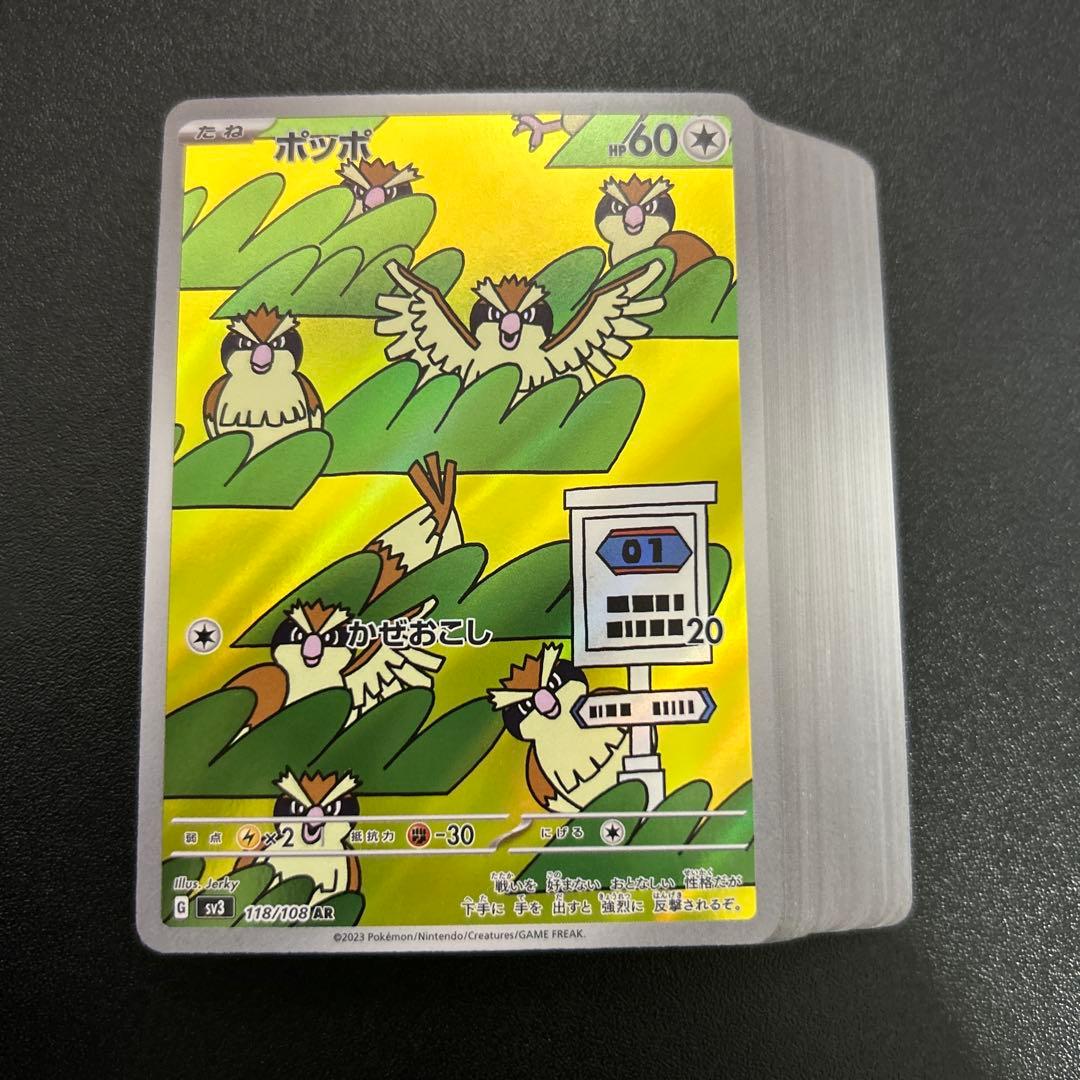 たね ポッポ HP60
01
かぜおこし 20
弱点 ×2 抵抗力 -30 にげる
Illus. Jerky
戦いを 好まない おとなしい 性格だが
下手に 手を 出すと 強烈に 反撃されるぞ。
G sv3 118/108 AR
©2023 Pokémon/Nintendo/Creatures/GAME FREAK.